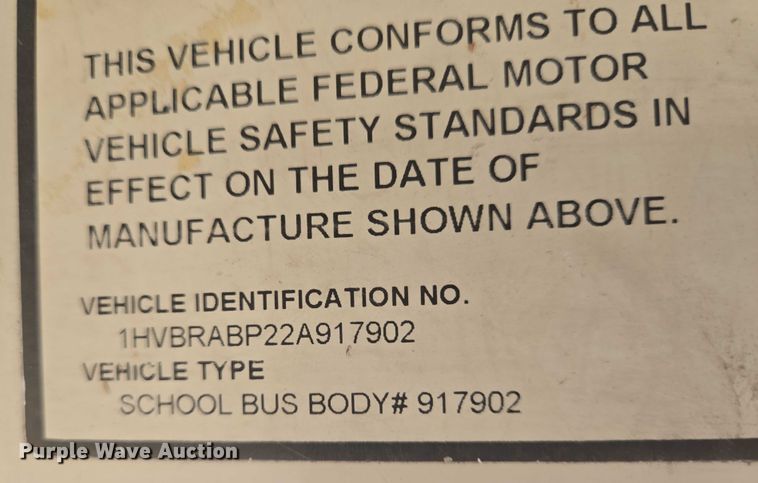 THIS VEHICLE CONFORMS TO ALL
APPLICABLE FEDERAL MOTOR
VEHICLE SAFETY STANDARDS IN
EFFECT ON THE DATE OF
MANUFACTURE SHOWN ABOVE.
VEHICLE IDENTIFICATION NO.
1HVBRABP22A917902
VEHICLE TYPE
SCHOOL BUS BODY# 917902
Purple Wave Auction